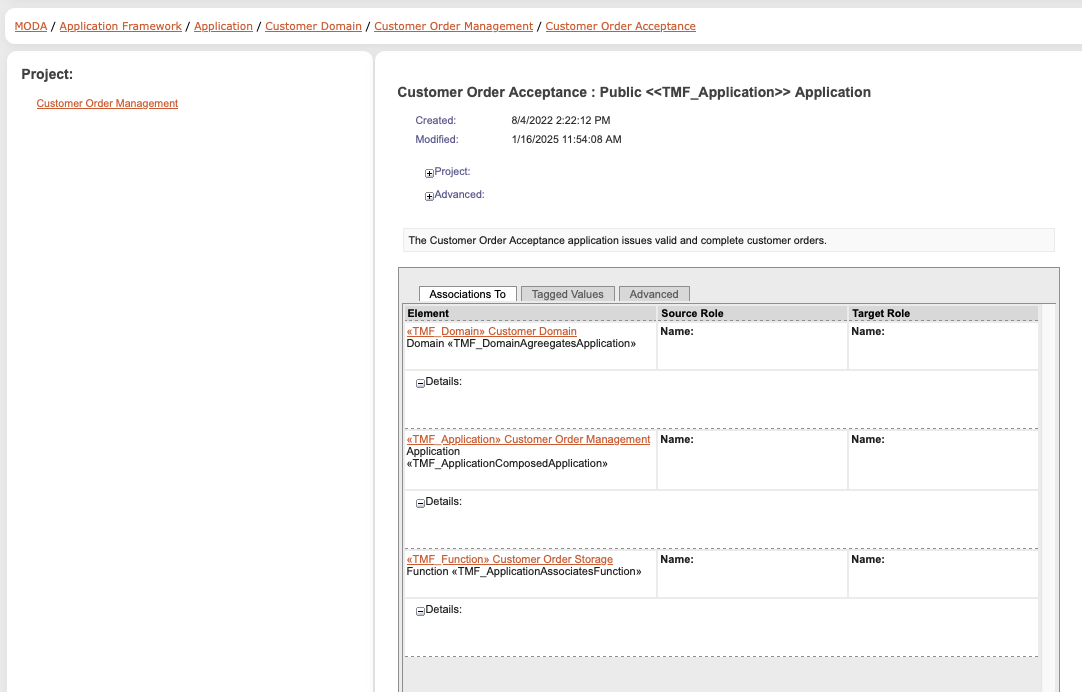 MODA / Application Framework / Application / Customer Domain / Customer Order Management / Customer Order Acceptance
Project:
Customer Order Management
Customer Order Acceptance : Public <<TMF_Application>> Application
Created: 8/4/2022 2:22:12 PM
Modified: 1/16/2025 11:54:08 AM
Project:
Advanced:
The Customer Order Acceptance application issues valid and complete customer orders.
Associations To Tagged Values Advanced
Element Source Role Target Role
«TMF_Domain» Customer Domain Name: Name:
Domain «TMF_DomainAgreegatesApplication»
Details:
«TMF_Application» Customer Order Management Name: Name:
Application
«TMF_ApplicationComposedApplication»
Details:
«TMF_Function» Customer Order Storage Name: Name:
Function «TMF_ApplicationAssociatesFunction»
Details: